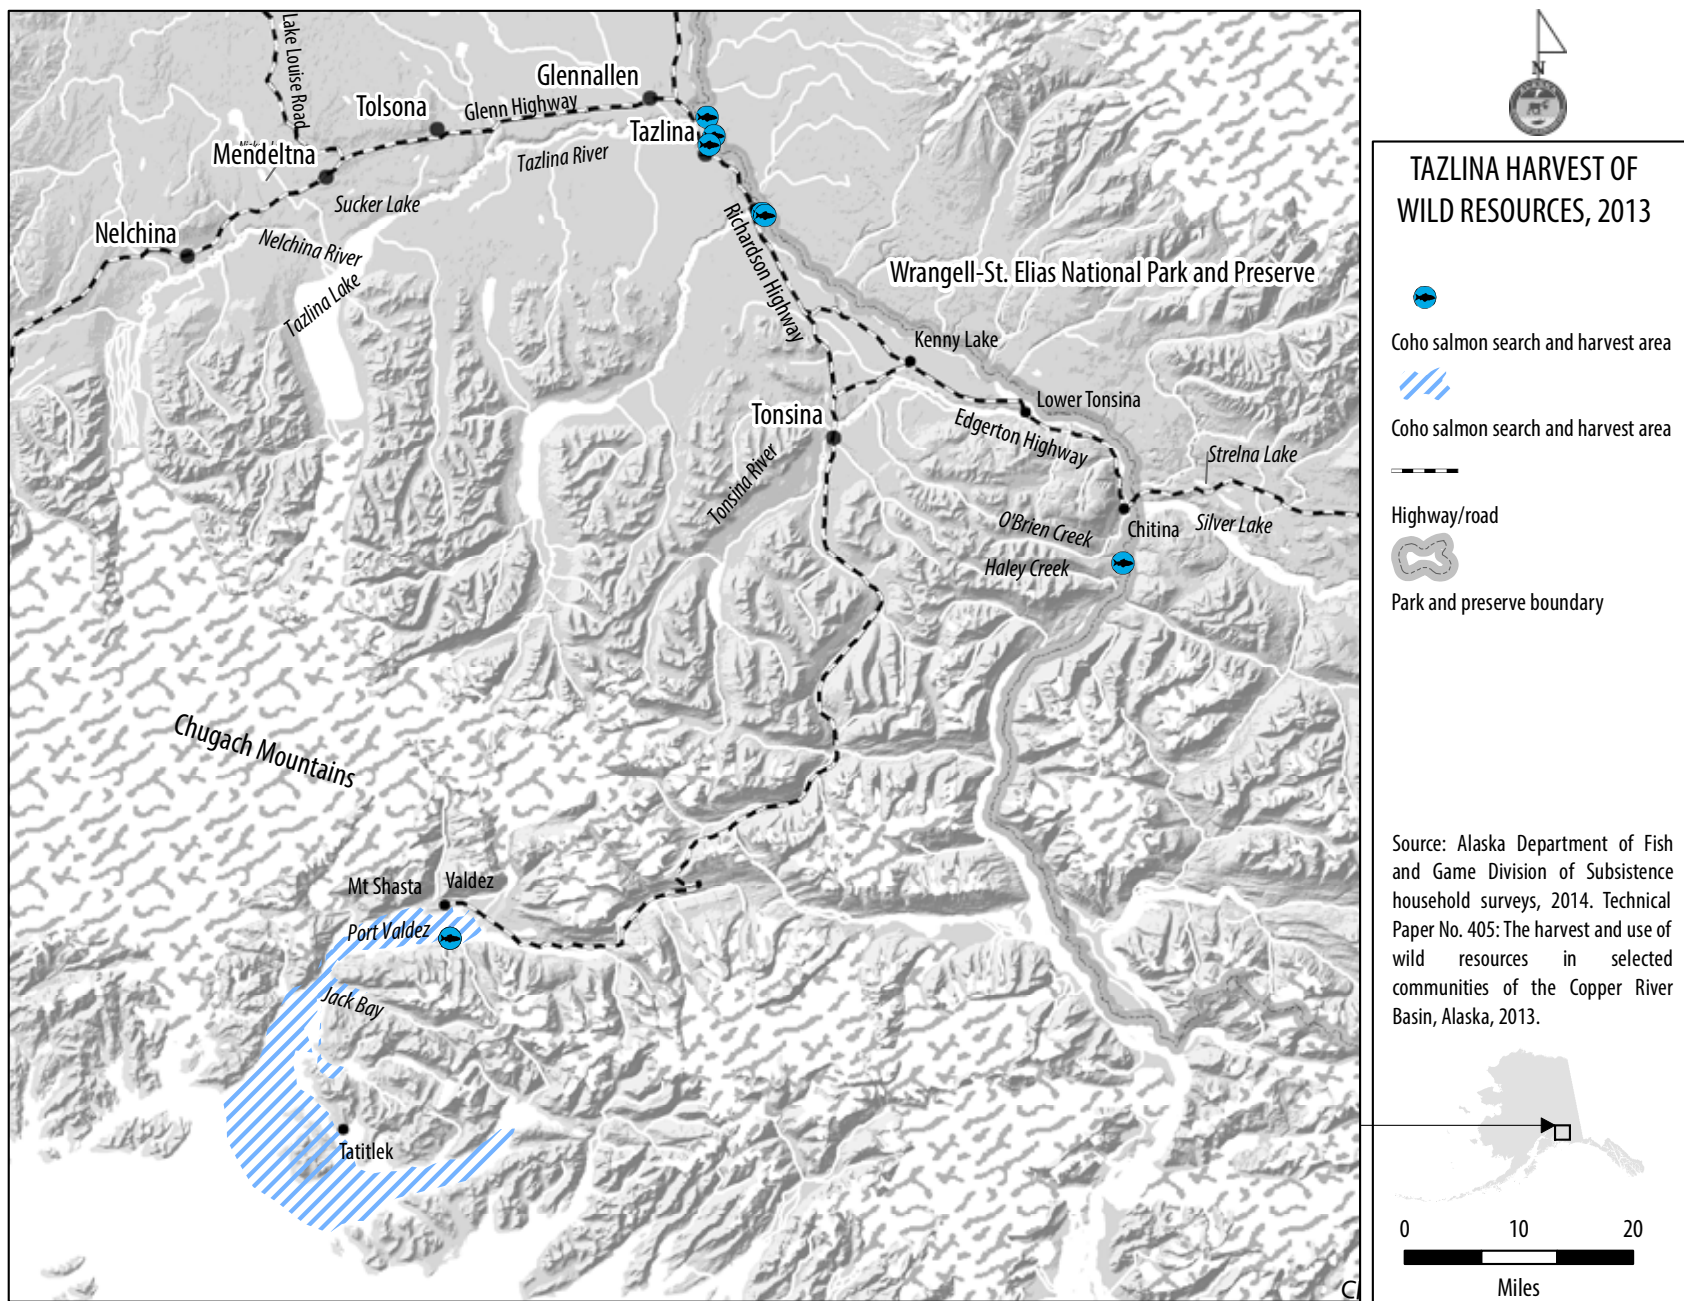 Lake Louise Road
Glennallen
Tolsona
Glenn Highway
Tazlina
Mendeltna
Tazlina River
Sucker Lake
Nelchina
Nelchina River
Richardson Highway
Tazlina Lake
Wrangell-St. Elias National Park and Preserve
Kenny Lake
Lower Tonsina
Tonsina
Edgerton Highway
Strelna Lake
Tonsina River
O'Brien Creek
Chitina
Silver Lake
Haley Creek
Chugach Mountains
Mt Shasta
Valdez
Port Valdez
Jack Bay
Tatitlek
N
TAZLINA HARVEST OF
WILD RESOURCES, 2013
Coho salmon search and harvest area
Coho salmon search and harvest area
Highway/road
Park and preserve boundary
Source: Alaska Department of Fish
and Game Division of Subsistence
household surveys, 2014. Technical
Paper No. 405: The harvest and use of
wild resources in selected
communities of the Copper River
Basin, Alaska, 2013.
0 10 20
Miles